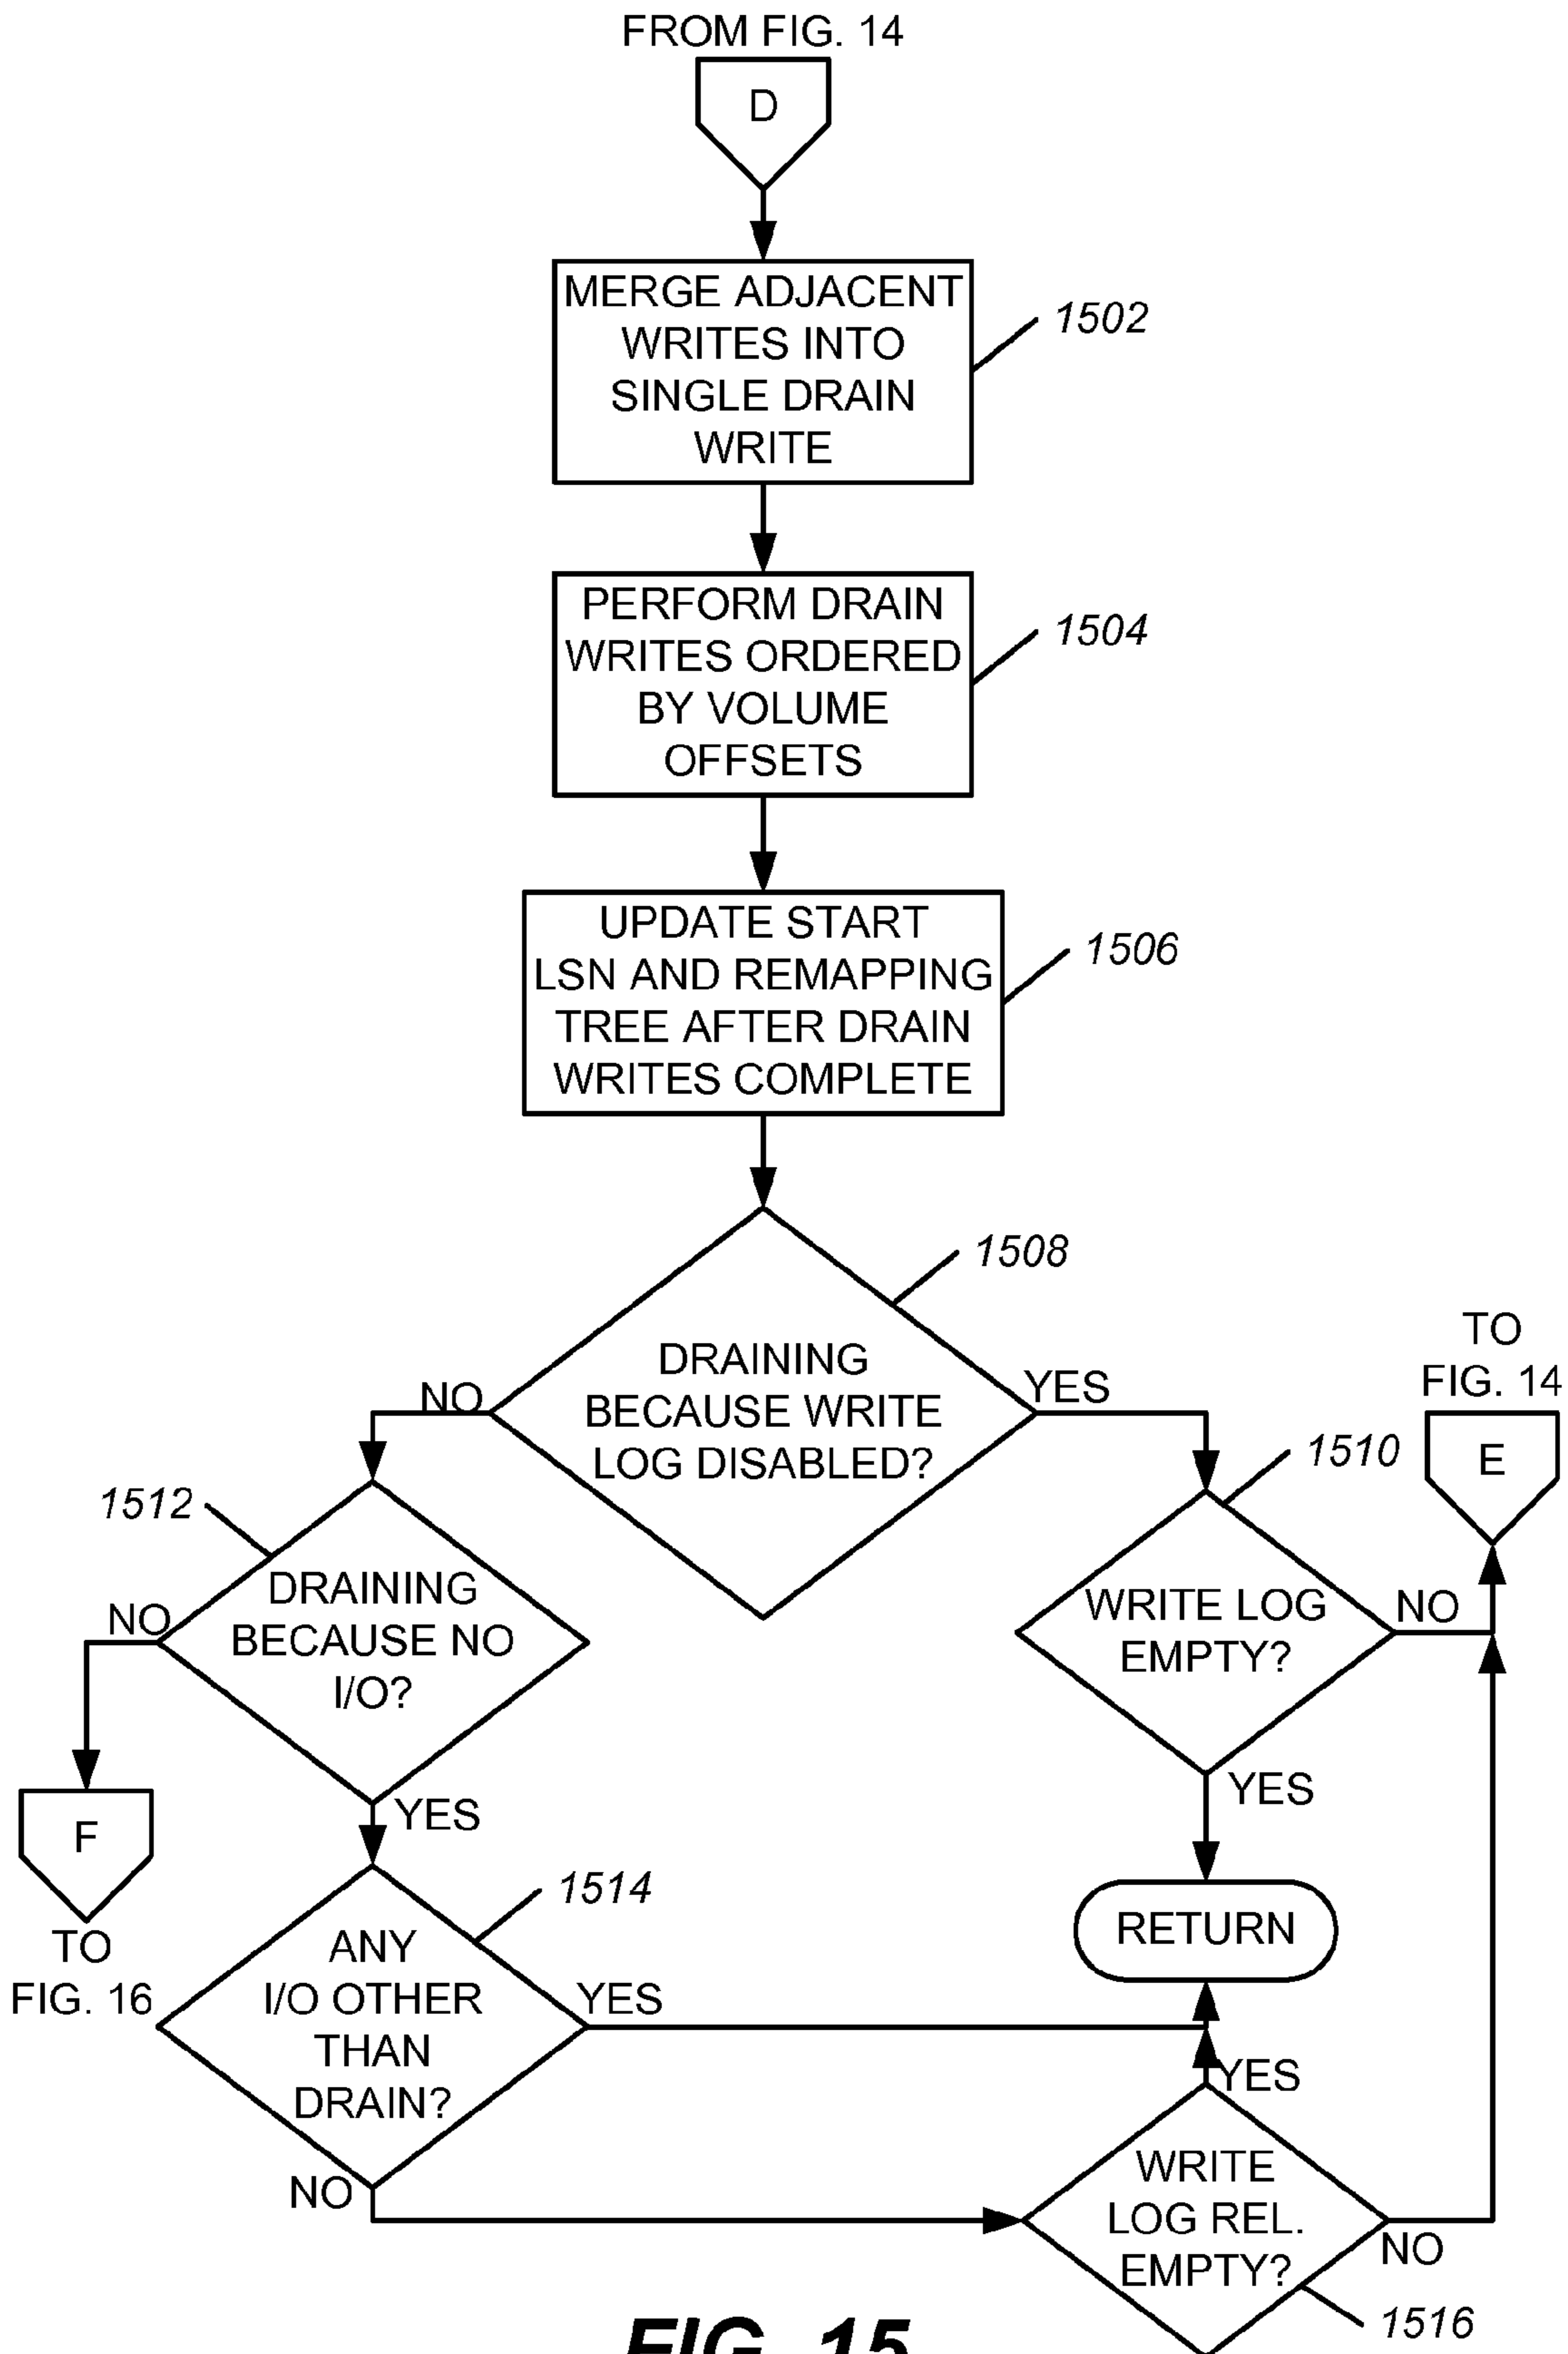 FROM FIG. 14
D
MERGE ADJACENT
WRITES INTO
SINGLE DRAIN
WRITE
1502
PERFORM DRAIN
WRITES ORDERED
BY VOLUME
OFFSETS
1504
UPDATE START
LSN AND REMAPPING
TREE AFTER DRAIN
WRITES COMPLETE
1506
1508
DRAINING
BECAUSE WRITE
LOG DISABLED?
NO
YES
TO
FIG. 14
E
1510
WRITE LOG
EMPTY?
NO
YES
1512
DRAINING
BECAUSE NO
I/O?
NO
YES
F
TO
FIG. 16
1514
ANY
I/O OTHER
THAN
DRAIN?
YES
NO
RETURN
YES
WRITE
LOG REL.
EMPTY?
NO
1516
FIG. 15